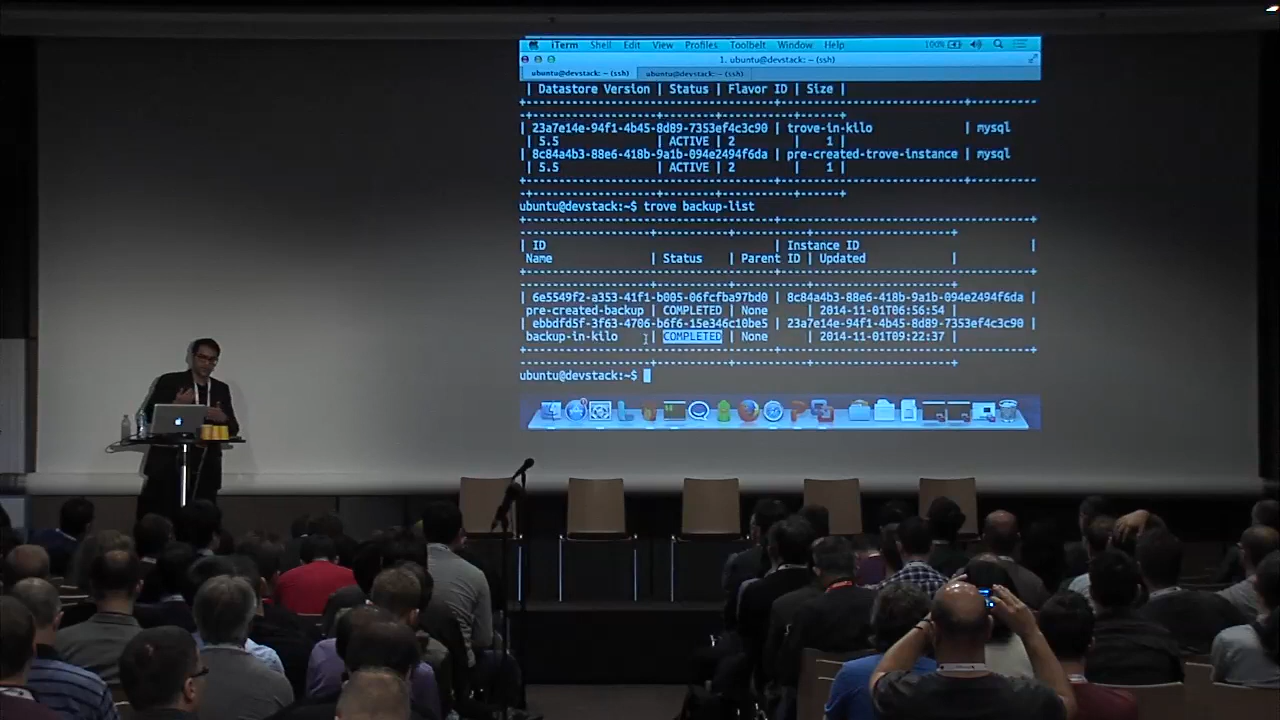 iTerm Shell Edit View Profiles Toolbelt Window Help 100%
1. ubuntu@devstack: ~ (ssh)
ubuntu@devstack: ~ (ssh) ubuntu@devstack: ~ (ssh)
| Datastore Version | Status | Flavor ID | Size |
| 23a7e14e-94f1-4b45-8d89-7353ef4c3c90 | trove-in-kilo | mysql
| 5.5 | ACTIVE | 2 | 1 |
| 8c84a4b3-88e6-418b-9a1b-094e2494f6da | pre-created-trove-instance | mysql
| 5.5 | ACTIVE | 2 | 1 |
ubuntu@devstack:~$ trove backup-list
| ID | Instance ID |
Name | Status | Parent ID | Updated |
| 6e5549f2-a353-41f1-b005-06fcfba97bd0 | 8c84a4b3-88e6-418b-9a1b-094e2494f6da |
pre-created-backup | COMPLETED | None | 2014-11-01T06:56:54 |
| ebbdfd5f-3f63-4706-b6f6-15e346c10be5 | 23a7e14e-94f1-4b45-8d89-7353ef4c3c90 |
backup-in-kilo | COMPLETED | None | 2014-11-01T09:22:37 |
ubuntu@devstack:~$